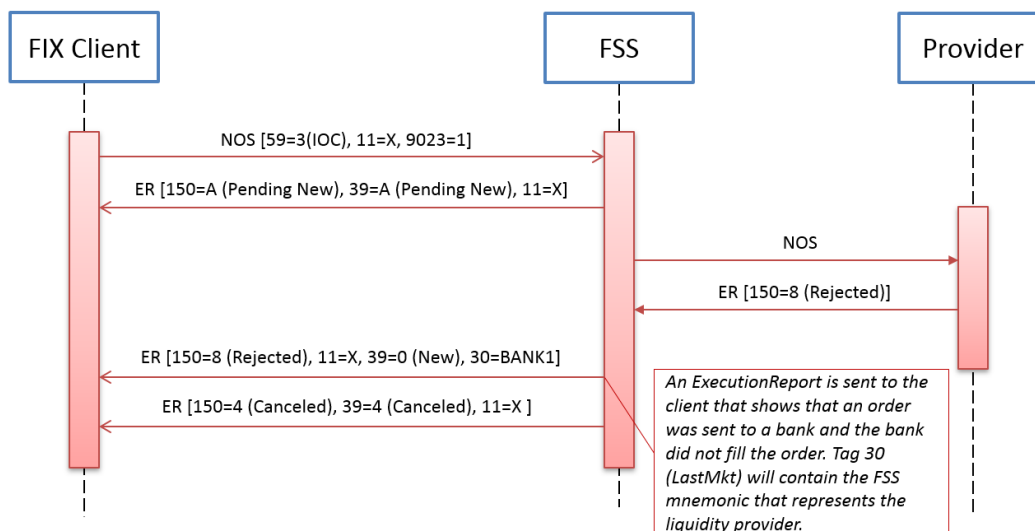 FIX Client
FSS
Provider
NOS [59=3(IOC), 11=X, 9023=1]
ER [150=A (Pending New), 39=A (Pending New), 11=X]
NOS
ER [150=8 (Rejected)]
ER [150=8 (Rejected), 11=X, 39=0 (New), 30=BANK1]
ER [150=4 (Canceled), 39=4 (Canceled), 11=X ]
An ExecutionReport is sent to the
client that shows that an order
was sent to a bank and the bank
did not fill the order. Tag 30
(LastMkt) will contain the FSS
mnemonic that represents the
liquidity provider.